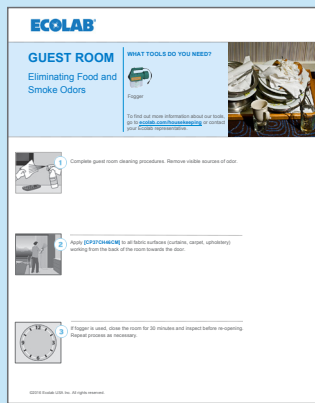 ECOLAB®
GUEST ROOM
Eliminating Food and
Smoke Odors
WHAT TOOLS DO YOU NEED?
Fogger
To find out more information about our tools,
go to ecolab.com/housekeeping or contact
your Ecolab representative.
1 Complete guest room cleaning procedures. Remove visible sources of odor.
2 Apply [CP37CH46CM] to all fabric surfaces (curtains, carpet, upholstery)
working from the back of the room towards the door.
3 If fogger is used, close the room for 30 minutes and inspect before re-opening.
Repeat process as necessary.
©2016 Ecolab USA Inc. All rights reserved.